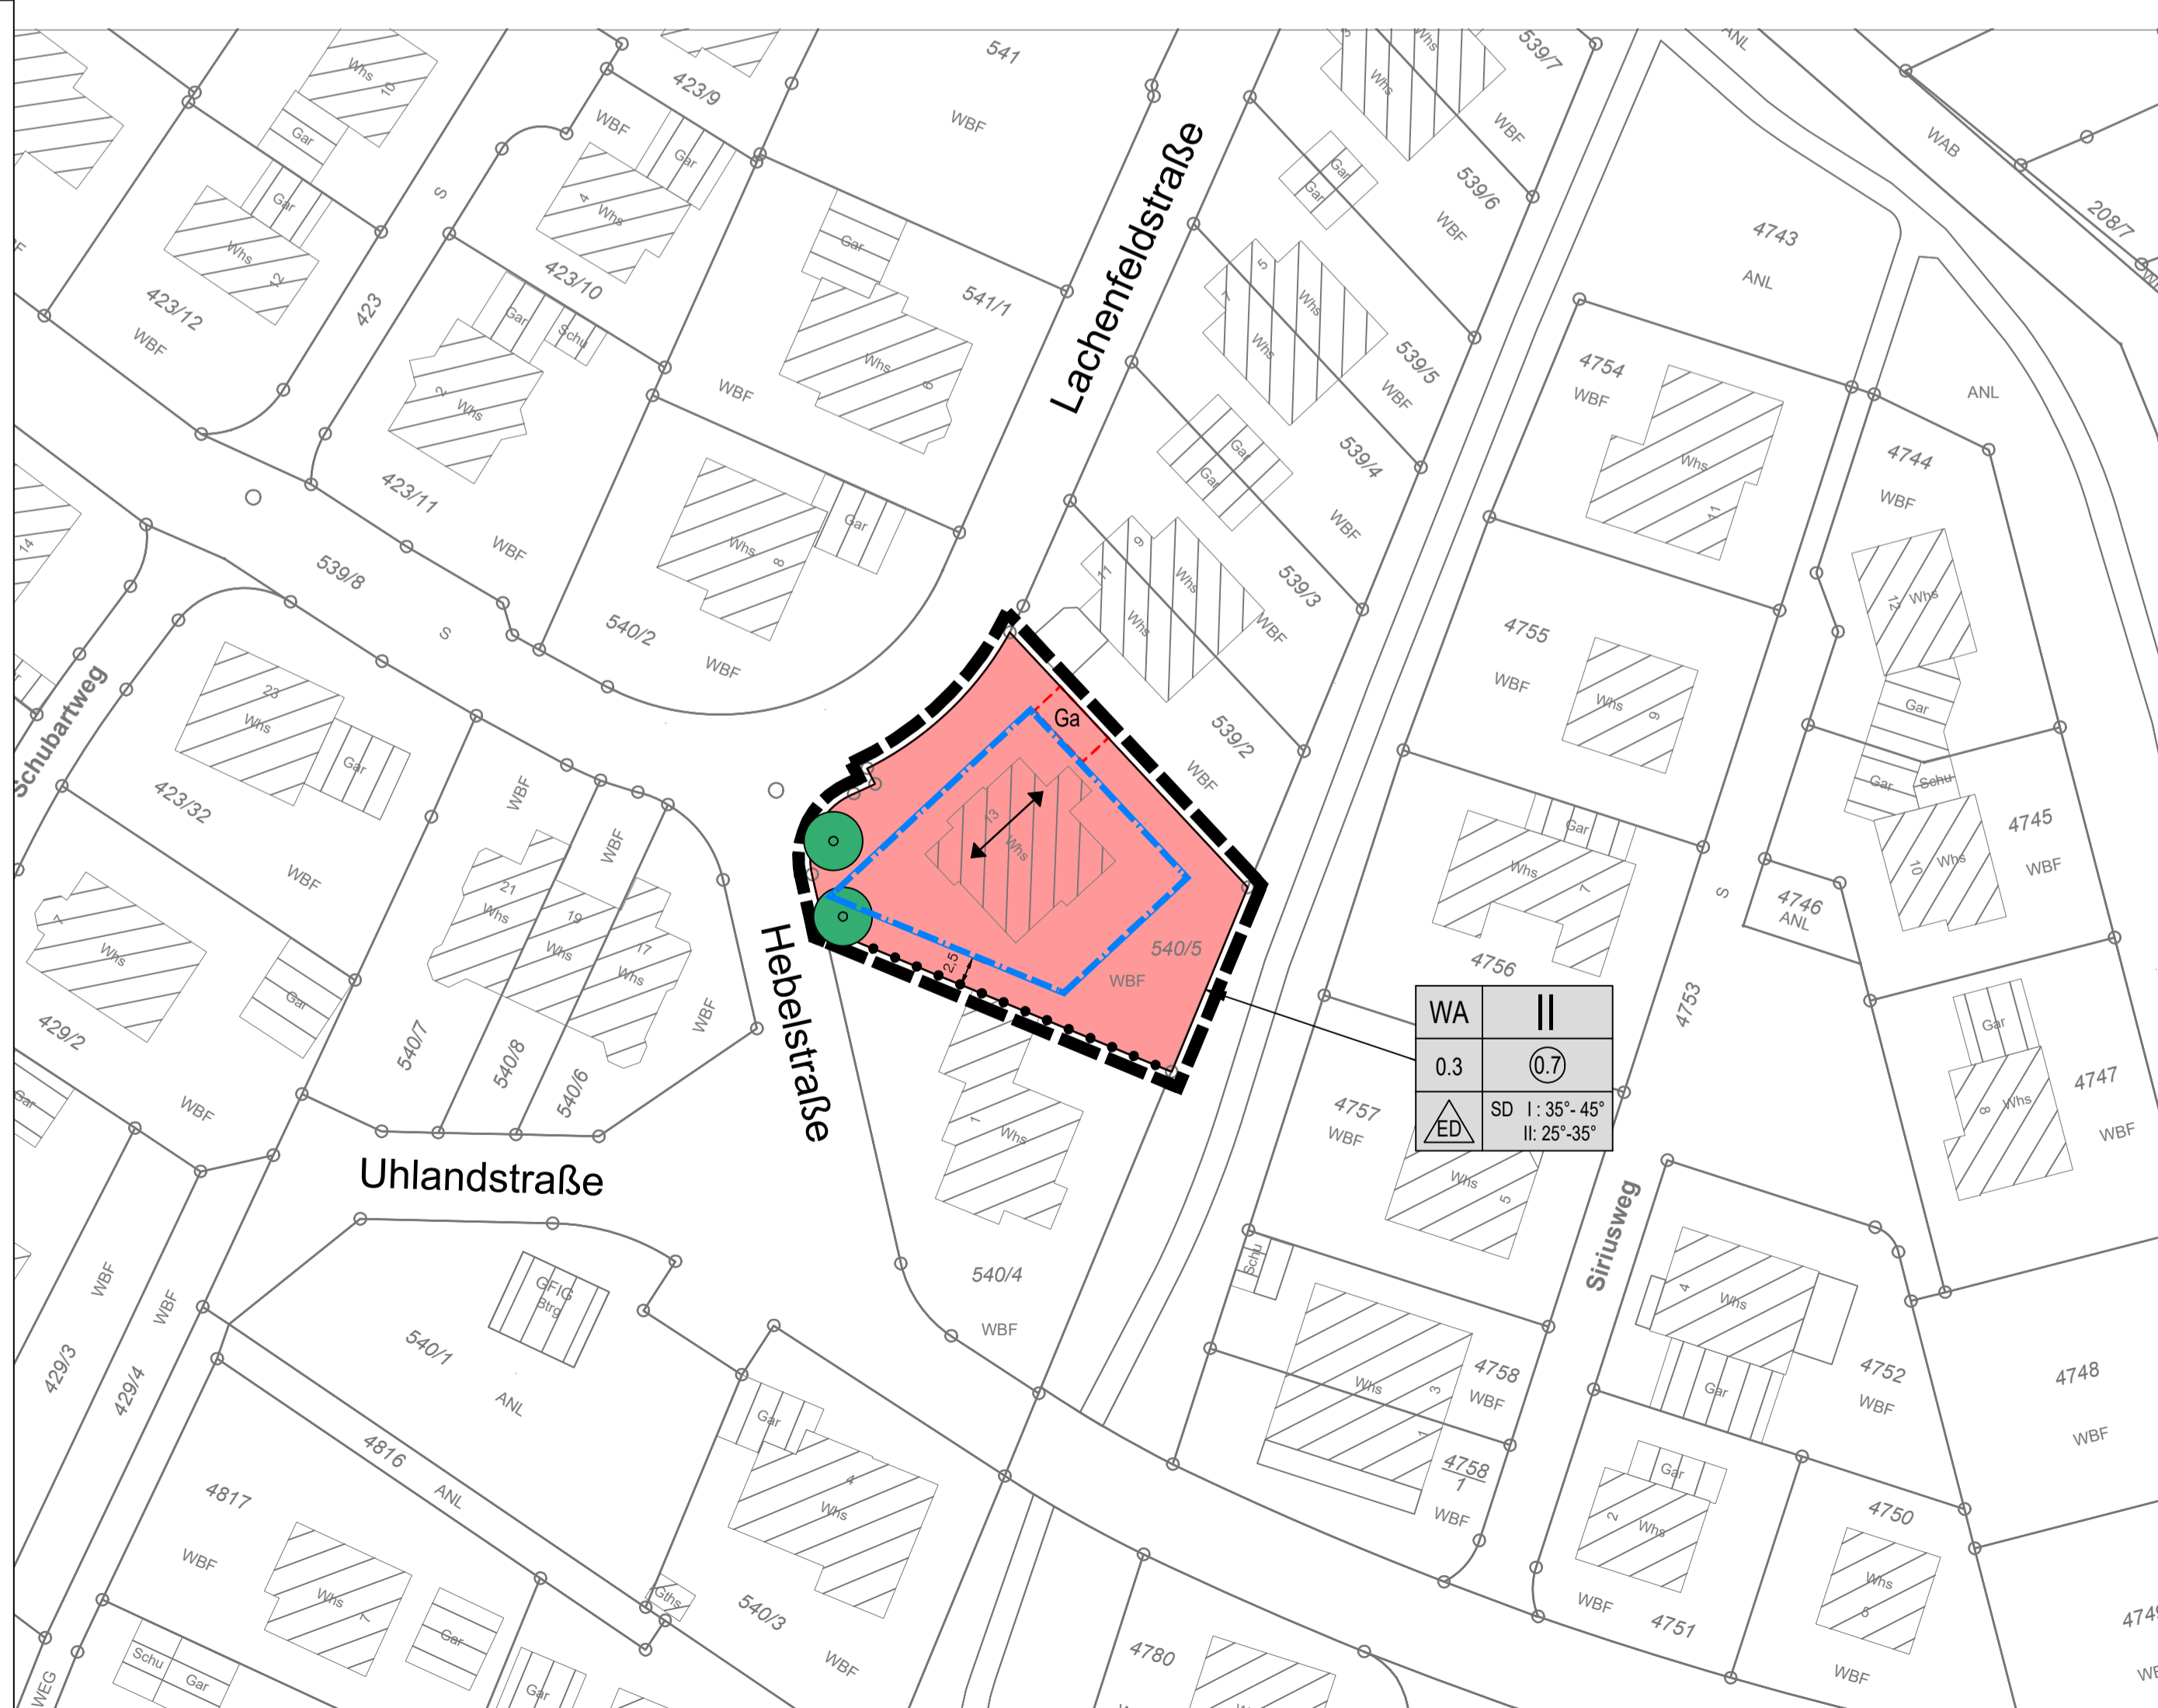 541
WBF
423/9
WBF
Whs
10
Gar
Gar
Whs
12
423/12
WBF
S
423
4
Whs
Gar
423/10
Gar
Schu
2
Whs
423/11
WBF
Gar
541/1
Whs
6
WBF
Whs
8
Gar
540/2
WBF
Lachenfeldstraße
Whs
Whs
539/7
WBF
539/6
WBF
Gar
Gar
5
7
Whs
Whs
539/5
WBF
539/4
WBF
Gar
Gar
9
11
Whs
Whs
539/3
WBF
539/2
WBF
ANL
WAB
208/7
4743
ANL
4754
WBF
Whs
11
ANL
4744
WBF
12
Whs
Gar
4755
WBF
Whs
9
Gar
Schu
4745
WBF
10
Whs
4746
ANL
14
539/8
S
Schubartweg
23
Whs
Gar
423/32
WBF
7
Whs
Gar
429/2
WBF
Gar
WBF
WBF
21
Whs
19
Whs
17
Whs
WBF
540/7
540/8
540/6
Hebelstraße
Ga
13
Whs
540/5
WBF
2,5
Gar
Whs
7
4756
S
4753
WA
II
0.3
0.7
ED
SD I : 35°- 45°
II: 25°-35°
4757
WBF
Whs
5
Siriusweg
Gar
4747
8
Whs
WBF
Uhlandstraße
1
Whs
540/4
WBF
Schu
Whs
3
1
4758
WBF
4758
1
WBF
4
Whs
Gar
4752
WBF
4748
WBF
GFIG
Btrg
540/1
ANL
429/3
WBF
429/4
WBF
4816
ANL
4817
WBF
Whs
7
Gar
Gar
4
Whs
Gths
540/3
WBF
Gar
2
Whs
WBF
4751
4750
Whs
5
WBF
4780
Schu
Gar
Gar
WEG